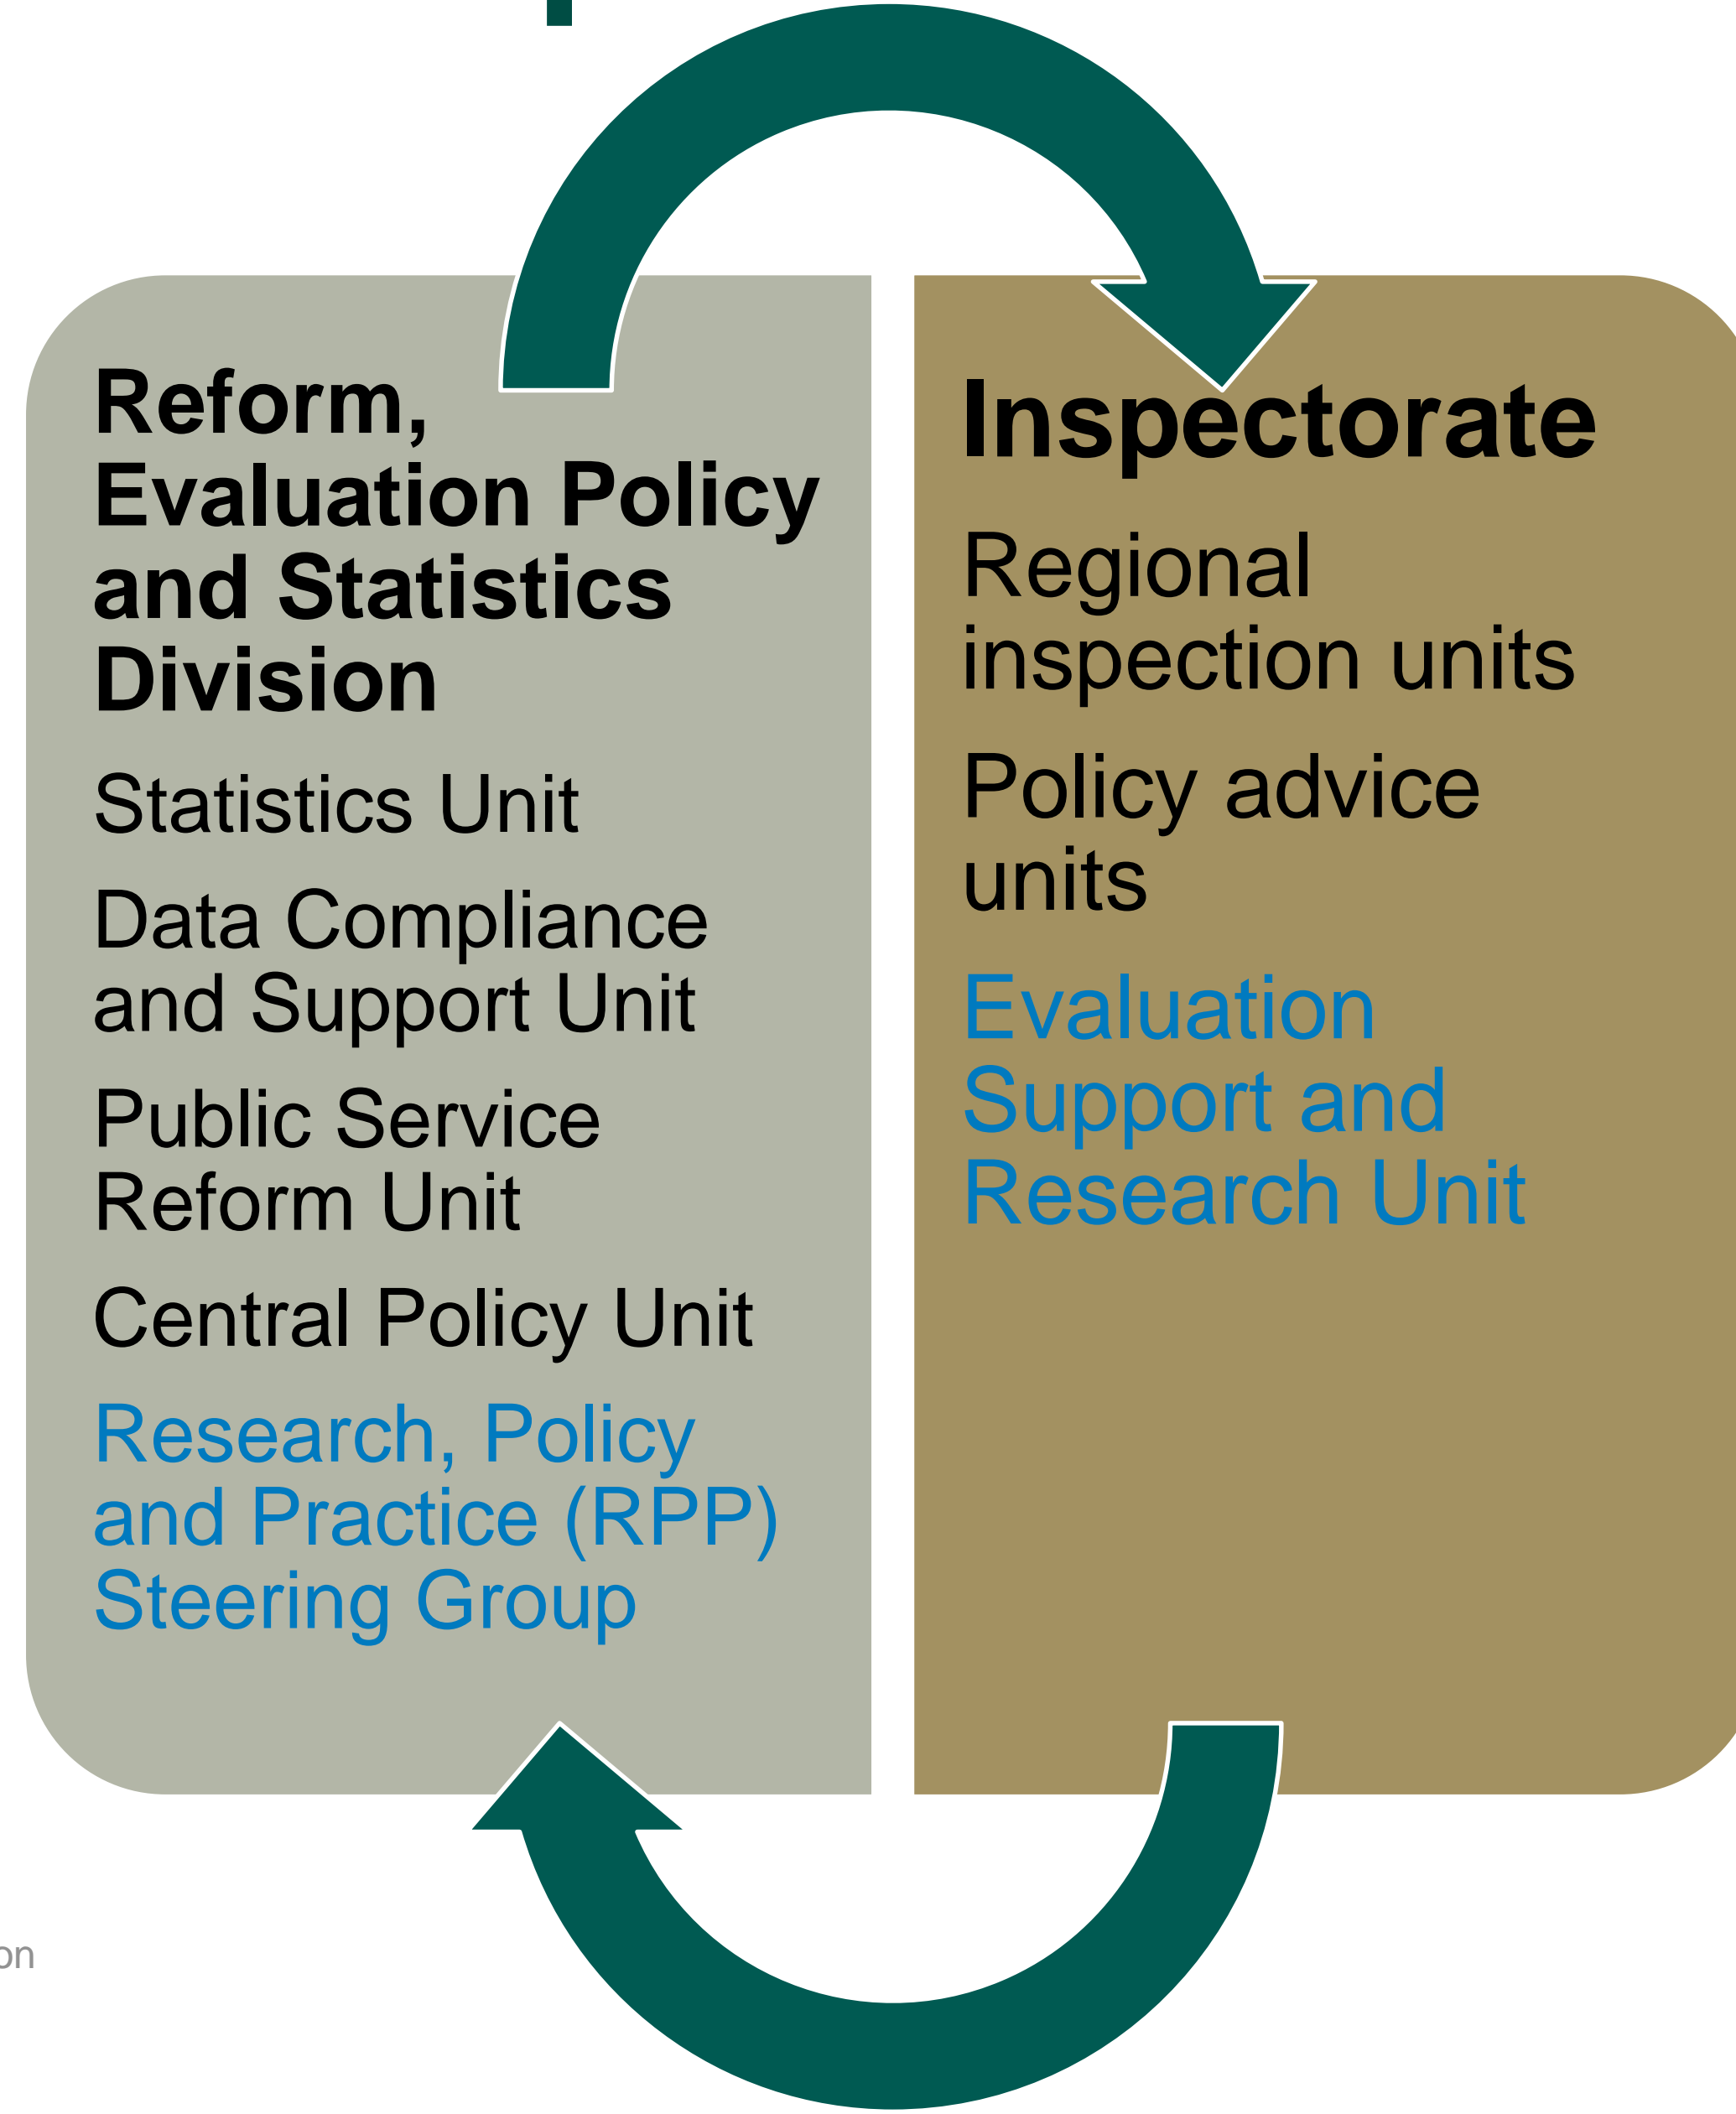 Reform,
Evaluation Policy
and Statistics
Division
Statistics Unit
Data Compliance
and Support Unit
Public Service
Reform Unit
Central Policy Unit
Research, Policy
and Practice (RPP)
Steering Group
Inspectorate
Regional
inspection units
Policy advice
units
Evaluation
Support and
Research Unit